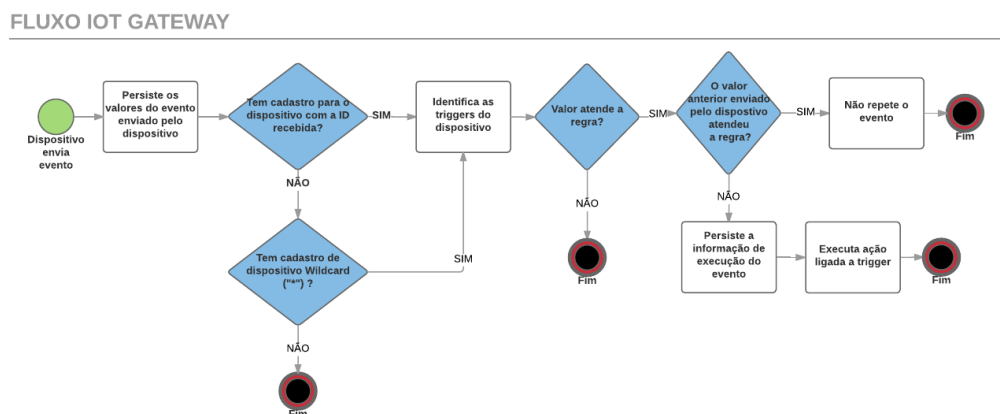 FLUXO IOT GATEWAY
Dispositivo
envia
evento
Persiste os
valores do evento
enviado pelo
dispositivo
Tem cadastro para o
dispositivo com a ID
recebida?
SIM
Identifica as
triggers do
dispositivo
Valor atende a
regra?
SIM
O valor
anterior enviado
pelo dispostivo
atendeu
a regra?
SIM
Não repete o
evento
Fim
NÃO
Tem cadastro de
dispositivo Wildcard
("*") ?
SIM
NÃO
Fim
NÃO
Fim
NÃO
Persiste a
informação de
execução do
evento
Executa ação
ligada a trigger
Fim